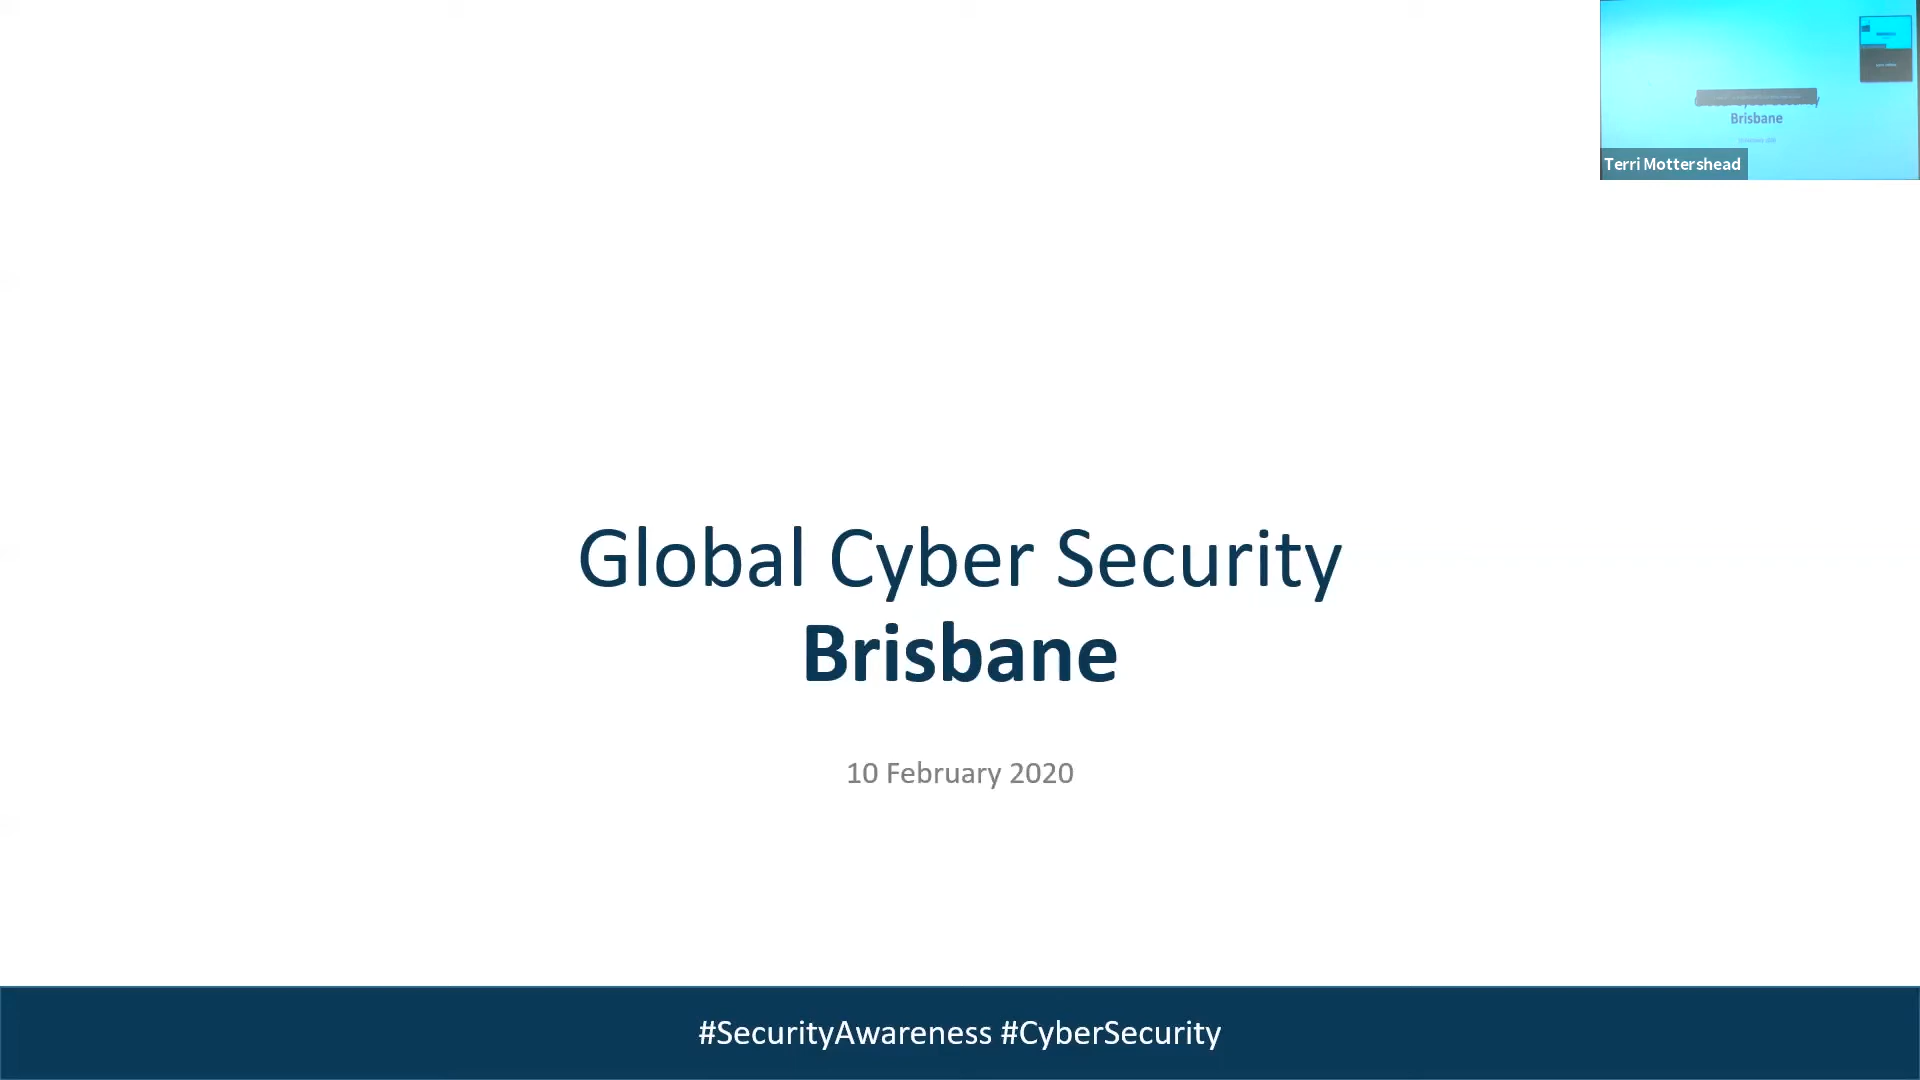 Brisbane
Terri Mottershead
Global Cyber Security
Brisbane
10 February 2020
#SecurityAwareness #CyberSecurity